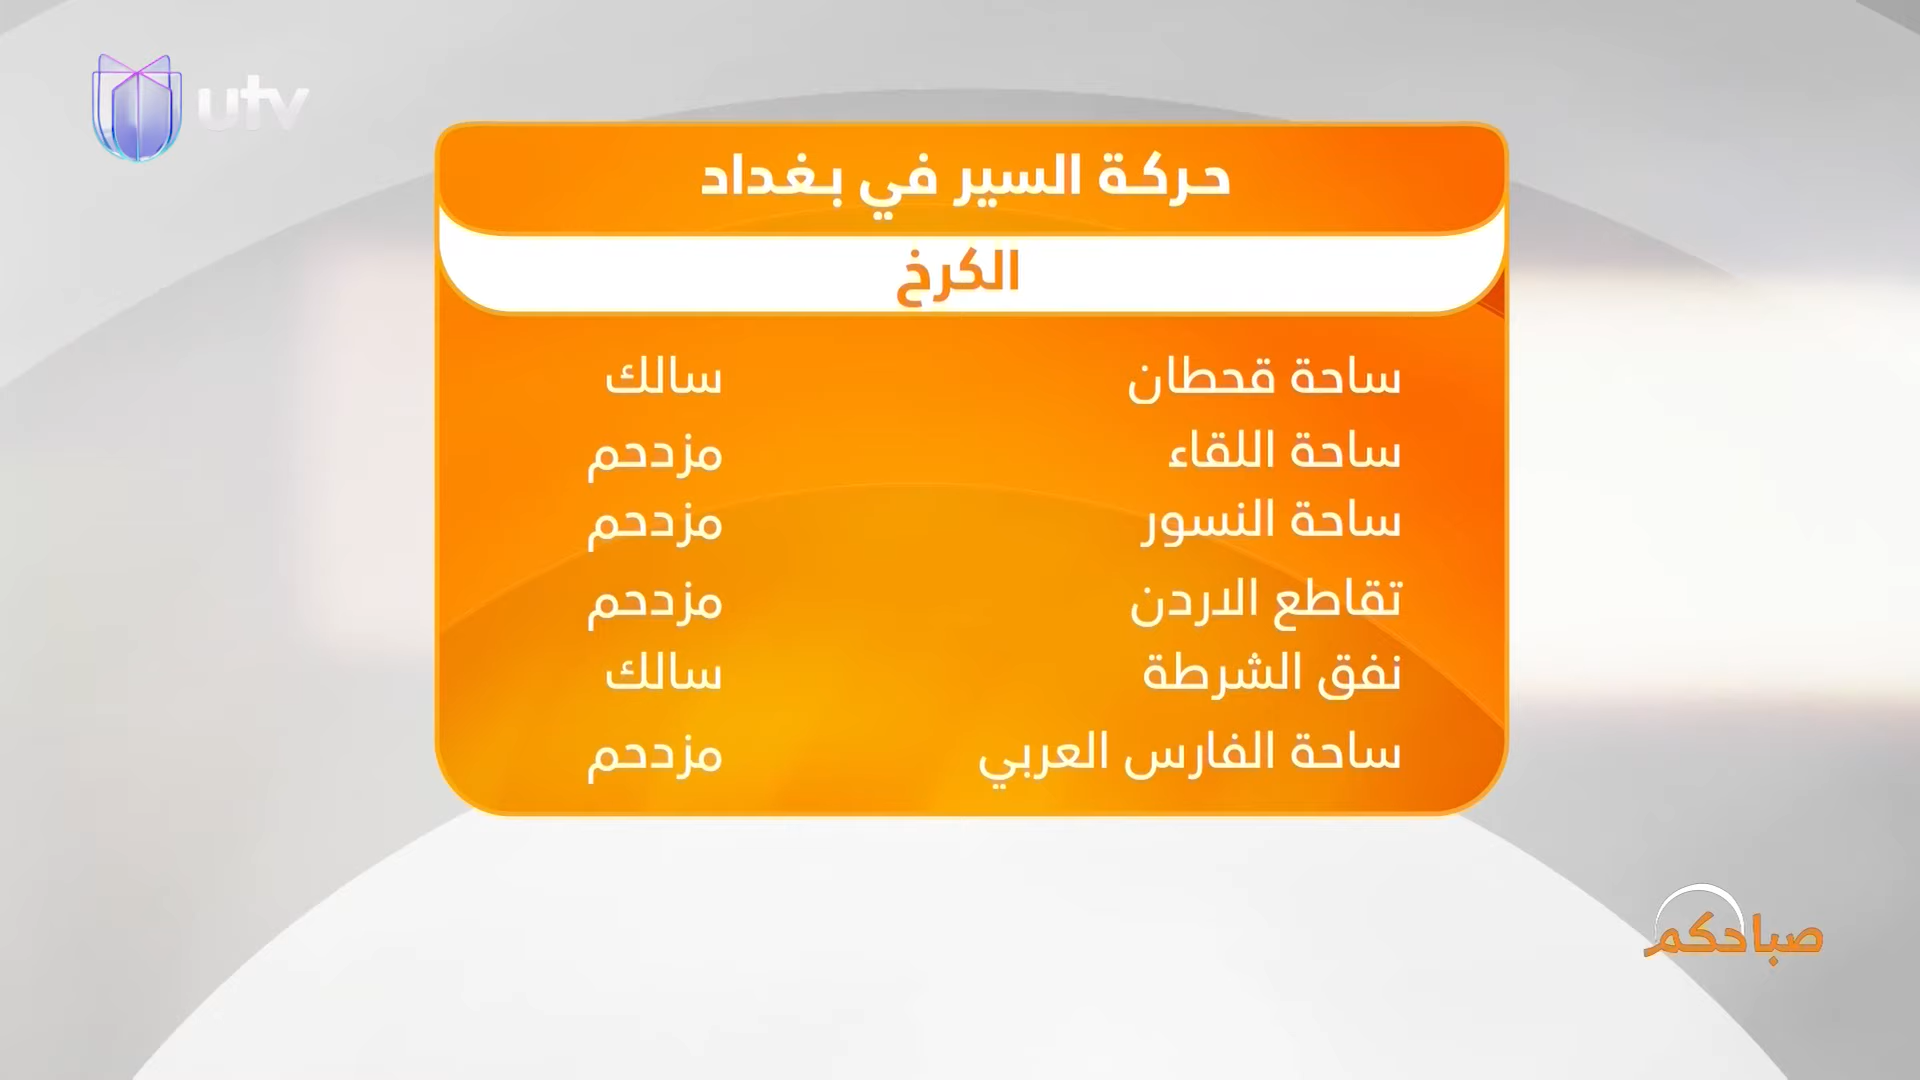 utv
حركة السير في بغداد
الكرخ
ساحة قحطان سالك
ساحة اللقاء مزدحم
ساحة النسور مزدحم
تقاطع الاردن مزدحم
نفق الشرطة سالك
ساحة الفارس العربي مزدحم
صباحكم